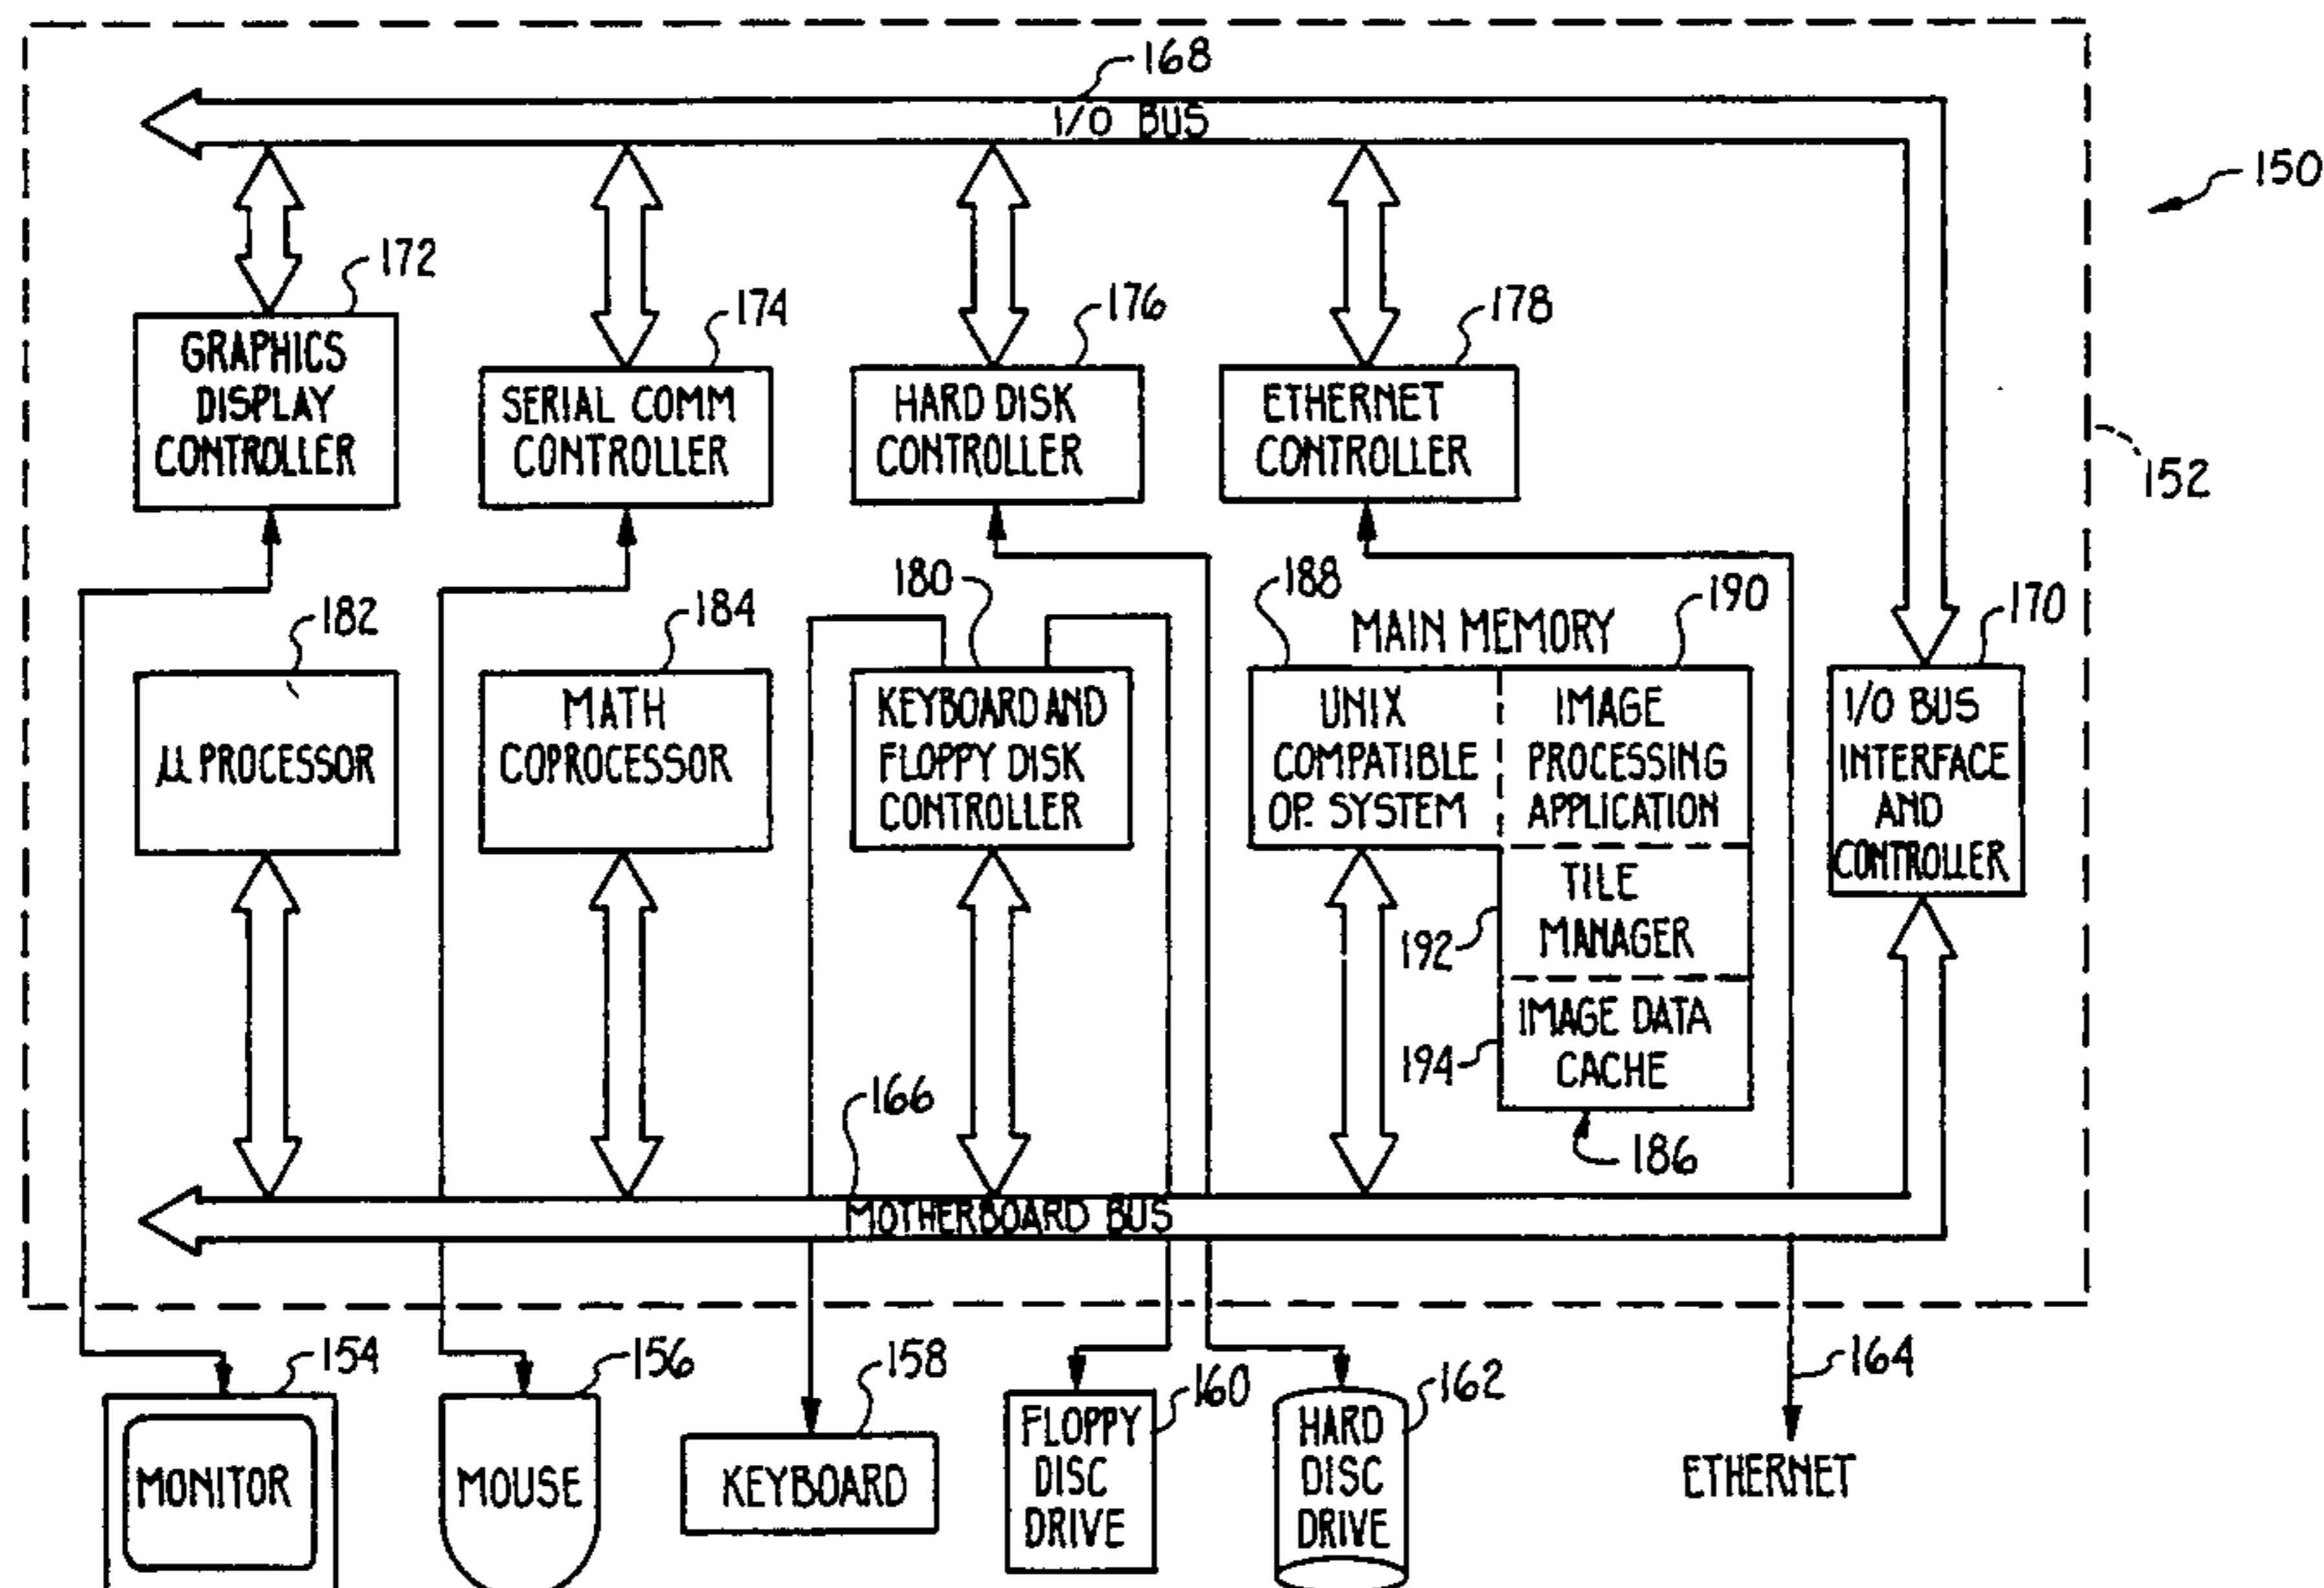 168
I/O BUS
150
172
174
176
178
GRAPHICS
DISPLAY
CONTROLLER
SERIAL COMM
CONTROLLER
HARD DISK
CONTROLLER
ETHERNET
CONTROLLER
152
182
184
180
188
MAIN MEMORY
190
170
µ PROCESSOR
MATH
COPROCESSOR
KEYBOARD AND
FLOPPY DISK
CONTROLLER
UNIX
COMPATIBLE
OP. SYSTEM
IMAGE
PROCESSING
APPLICATION
I/O BUS
INTERFACE
AND
CONTROLLER
192
TILE
MANAGER
194
IMAGE DATA
CACHE
186
166
MOTHERBOARD BUS
154
156
158
160
162
164
MONITOR
MOUSE
KEYBOARD
FLOPPY
DISC
DRIVE
HARD
DISC
DRIVE
ETHERNET